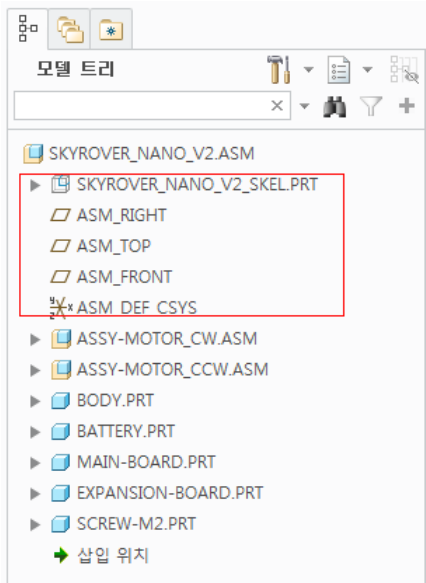 모델 트리
SKYROVER_NANO_V2.ASM
SKYROVER_NANO_V2_SKEL.PRT
ASM_RIGHT
ASM_TOP
ASM_FRONT
ASM_DEF_CSYS
ASSY-MOTOR_CW.ASM
ASSY-MOTOR_CCW.ASM
BODY.PRT
BATTERY.PRT
MAIN-BOARD.PRT
EXPANSION-BOARD.PRT
SCREW-M2.PRT
삽입 위치